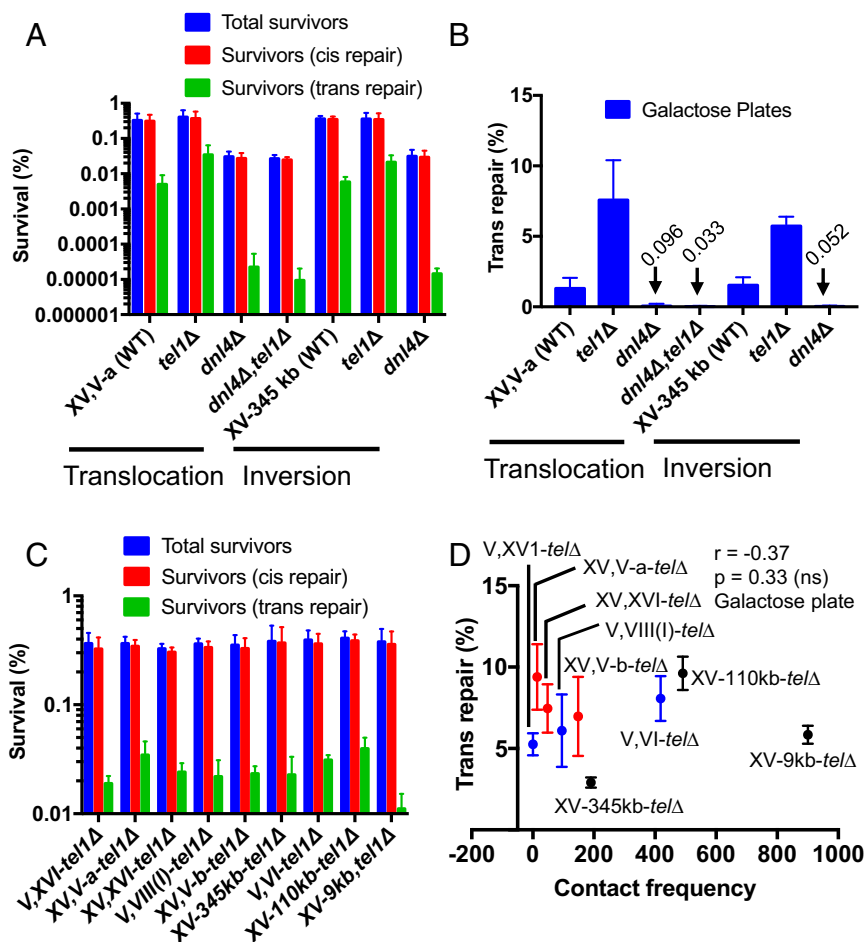 A
Total survivors
Survivors (cis repair)
Survivors (trans repair)
Survival (%)
1
0.1
0.01
0.001
0.0001
0.00001
0.000001
XV,V-a (WT)
tel1Δ
dnl4Δ
dnl4Δ,tel1Δ
XV-345 kb (WT)
tel1Δ
dnl4Δ
Translocation
Inversion
B
Galactose Plates
Trans repair (%)
15
10
5
0
0.096
0.033
0.052
XV,V-a (WT)
tel1Δ
dnl4Δ
dnl4Δ,tel1Δ
XV-345 kb (WT)
tel1Δ
dnl4Δ
Translocation
Inversion
C
Total survivors
Survivors (cis repair)
Survivors (trans repair)
Survival (%)
1
0.1
0.01
V,XVI-tel1Δ
XV,V-a-tel1Δ
XV,XVI-tel1Δ
V,VIII(I)-tel1Δ
XV,V-b-tel1Δ
XV-345kb-tel1Δ
V,VI-tel1Δ
XV-110kb-tel1Δ
XV-9kb,tel1Δ
D
V,XV1-telΔ
XV,V-a-telΔ
XV,XVI-telΔ
V,VIII(I)-telΔ
XV,V-b-telΔ
r = -0.37
p = 0.33 (ns)
Galactose plate
Trans repair (%)
15
10
5
XV-110kb-telΔ
V,VI-telΔ
XV-9kb-telΔ
XV-345kb-telΔ
-200
0
200
400
600
800
1000
Contact frequency